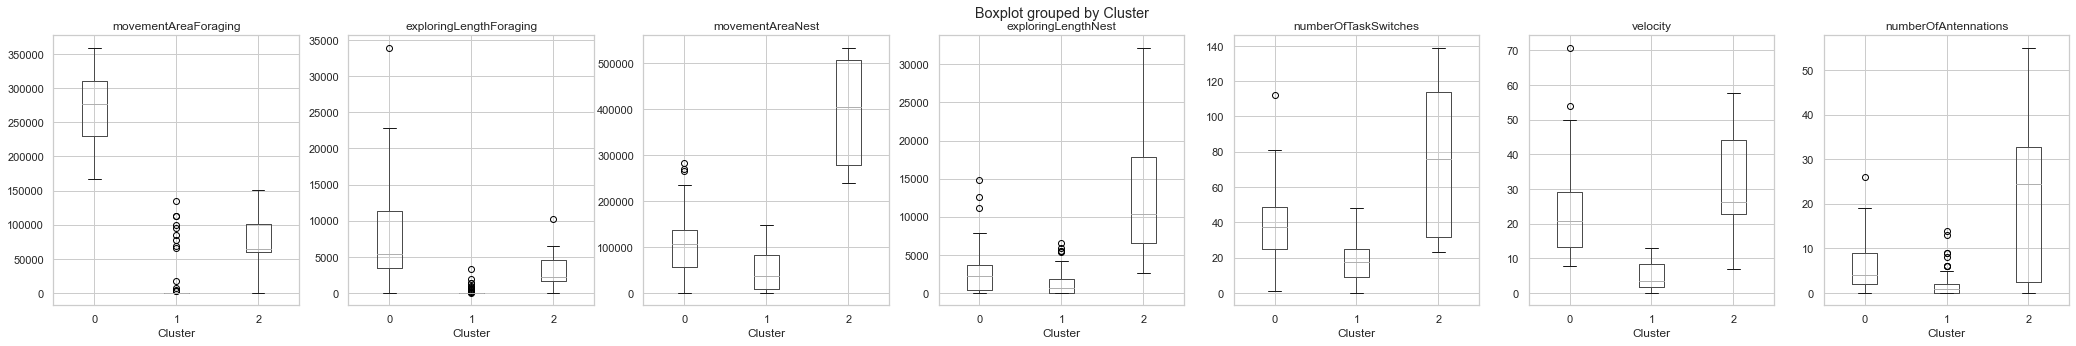 Boxplot grouped by Cluster
movementAreaForaging
350000
300000
250000
200000
150000
100000
50000
0
0 1 2
Cluster
exploringLengthForaging
35000
30000
25000
20000
15000
10000
5000
0
0 1 2
Cluster
movementAreaNest
500000
400000
300000
200000
100000
0
0 1 2
Cluster
exploringLengthNest
30000
25000
20000
15000
10000
5000
0
0 1 2
Cluster
numberOfTaskSwitches
140
120
100
80
60
40
20
0
0 1 2
Cluster
velocity
70
60
50
40
30
20
10
0
0 1 2
Cluster
numberOfAntennations
50
40
30
20
10
0
0 1 2
Cluster